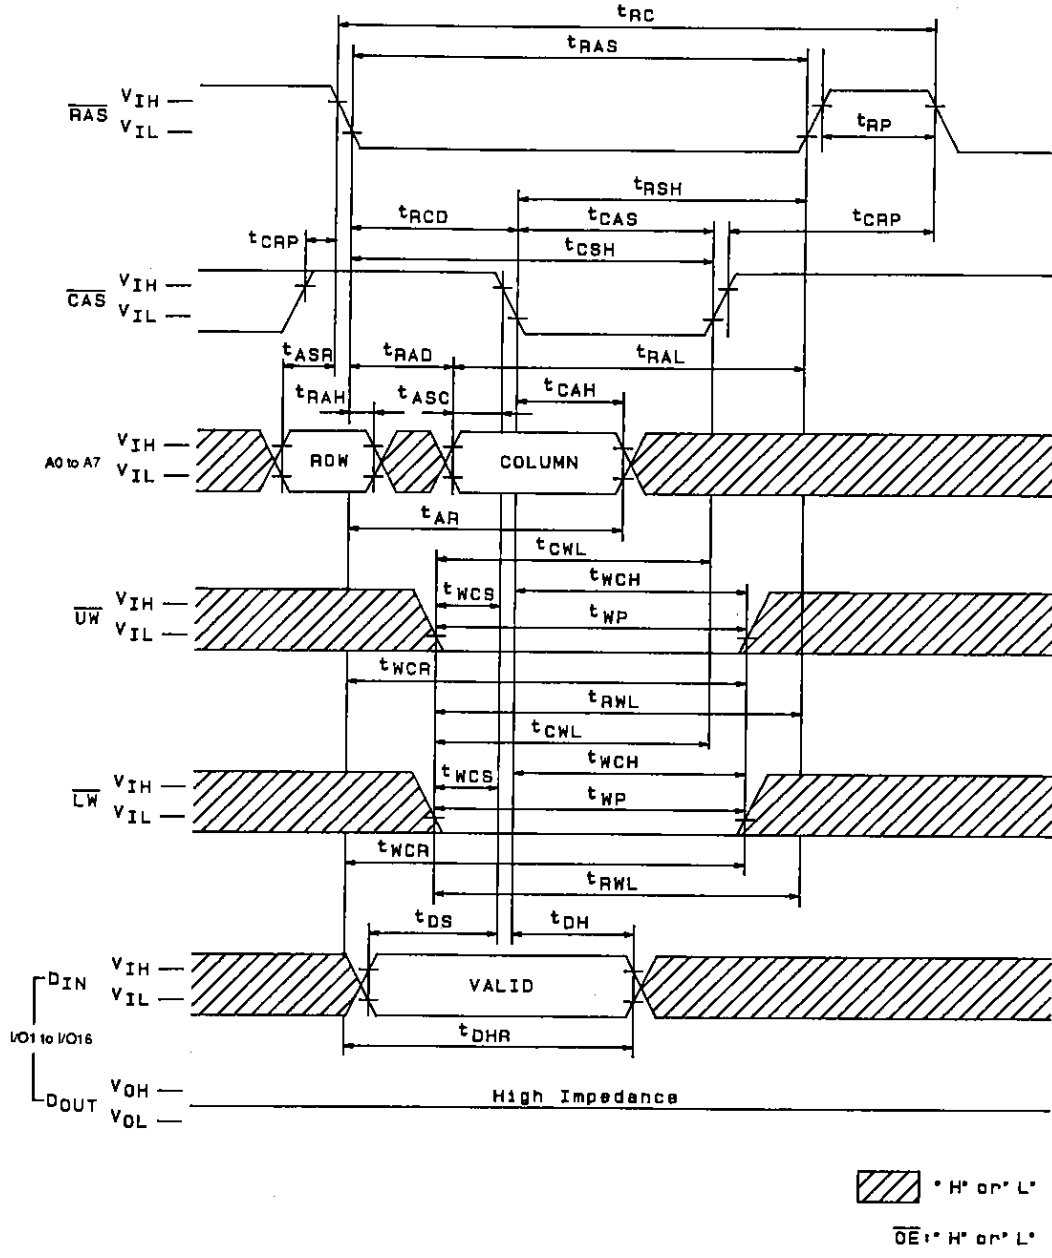 tRC
tRAS
RAS VIH
VIL
tRP
tRSH
tRCD tCAS tCRP
tCRP tCSH
CAS VIH
VIL
tASR tRAD tRAL
tRAH tASC tCAH
A0 to A7 VIH
VIL
ROW COLUMN
tAR
tCWL
tWCS tWCH
UW VIH
VIL
tWP
tWCR
tRWL
tCWL
tWCS tWCH
LW VIH
VIL
tWP
tWCR
tRWL
tDS tDH
DIN VIH
VIL
VALID
I/O1 to I/O16
tDHR
DOUT VOH
VOL
High Impedance
"H" or "L"
OE: "H" or "L"